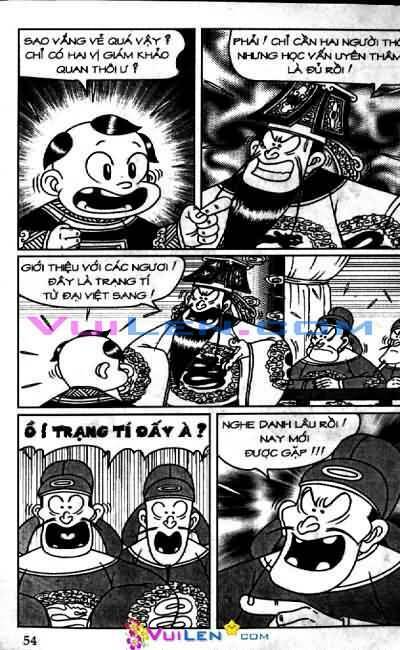 SAO VẮNG VẺ QUÁ VẬY ?
CHỈ CÓ HAI VỊ GIÁM KHẢO
QUAN THÔI Ư ?
PHẢI ! CHỈ CẦN HAI NGƯỜI
NHƯNG HỌC VẤN UYÊN THÂM
LÀ ĐỦ RỒI !
GIỚI THIỆU VỚI CÁC NGƯƠI !
ĐÂY LÀ TRẠNG TÍ
TỪ ĐẠI VIỆT SANG !
VuiLen.com
Ồ ! TRẠNG TÍ ĐẤY À ?
NGHE DANH LÂU RỒI !
NAY MỚI
ĐƯỢC GẶP !!!
54
VuiLen.com